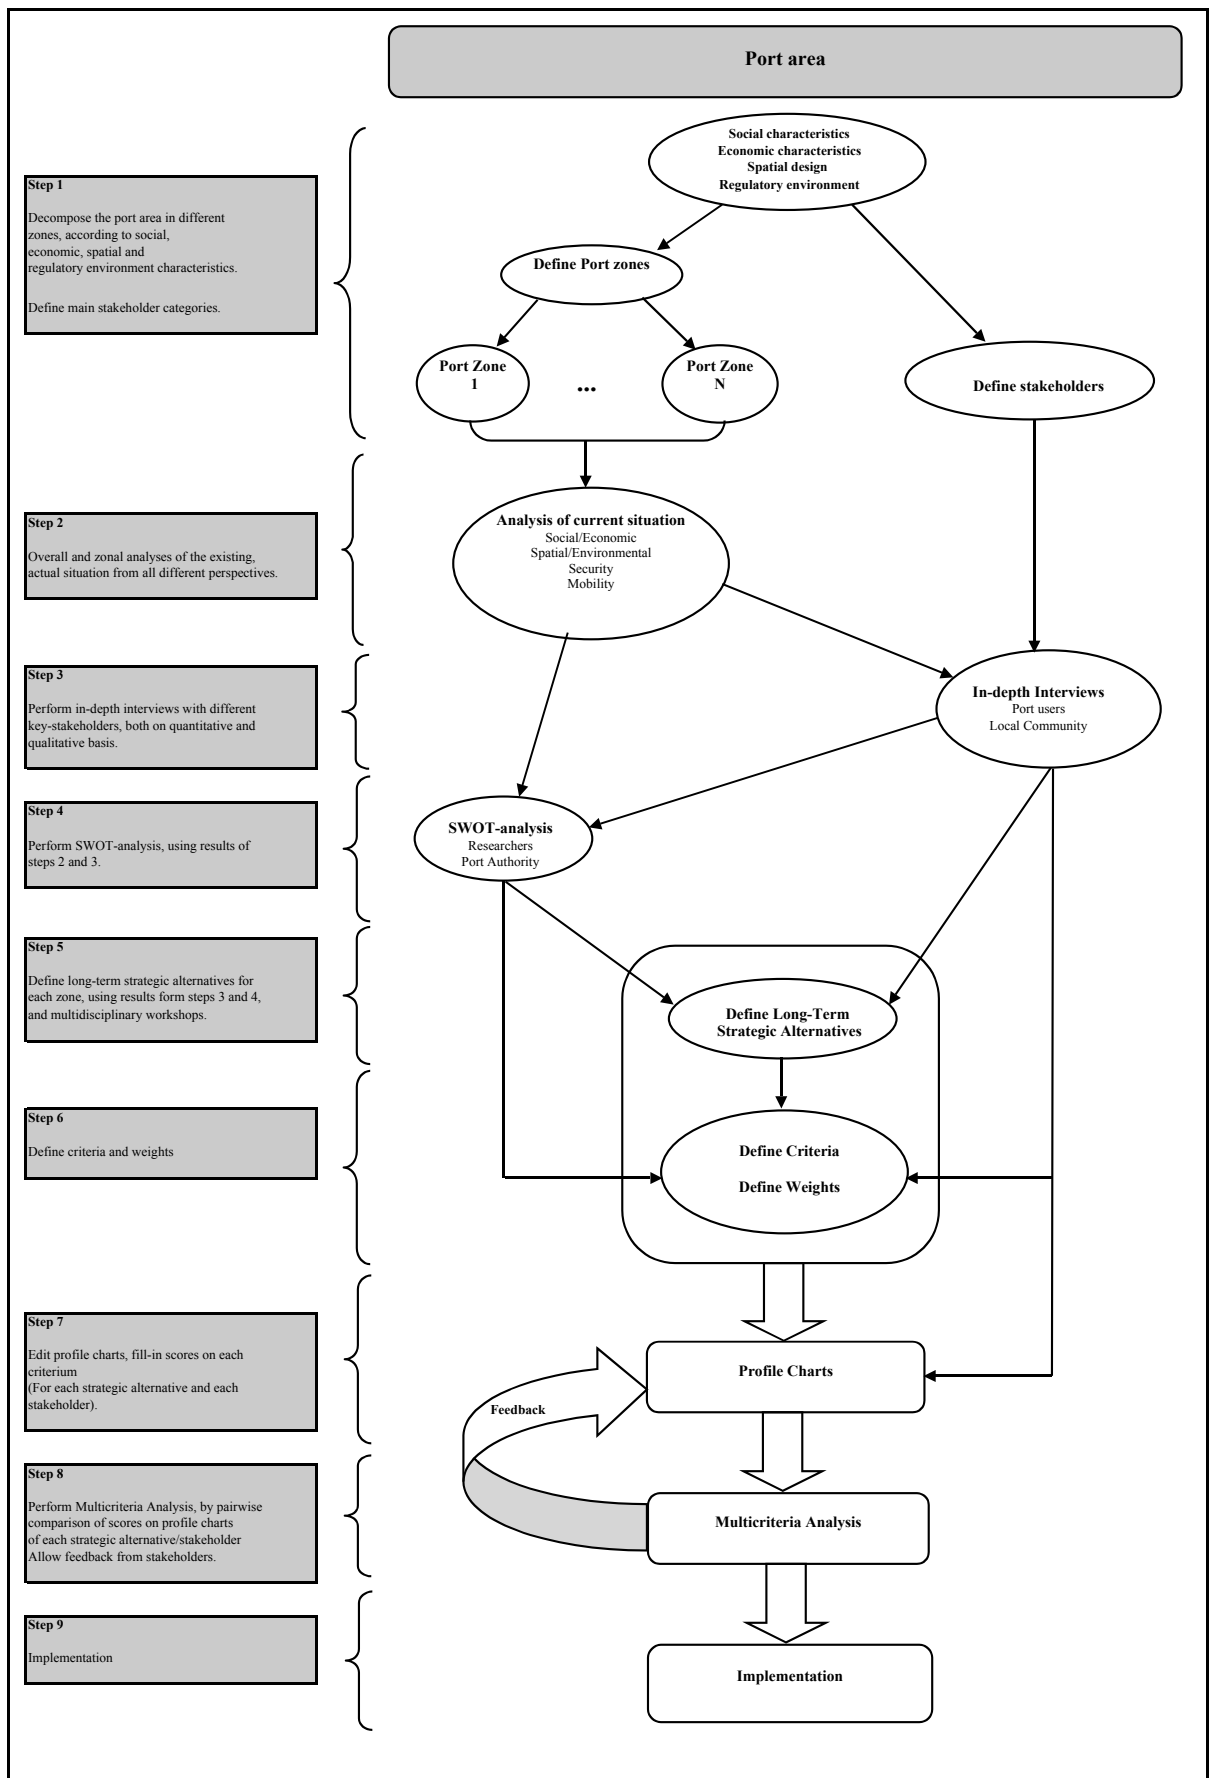 Port area
Social characteristics
Economic characteristics
Spatial design
Regulatory environment
Step 1
Decompose the port area in different
zones, according to social,
economic, spatial and
regulatory environment characteristics.
Define main stakeholder categories.
Define Port zones
Port Zone
1
...
Port Zone
N
Define stakeholders
Step 2
Overall and zonal analyses of the existing,
actual situation from all different perspectives.
Analysis of current situation
Social/Economic
Spatial/Environmental
Security
Mobility
Step 3
Perform in-depth interviews with different
key-stakeholders, both on quantitative and
qualitative basis.
In-depth Interviews
Port users
Local Community
Step 4
Perform SWOT-analysis, using results of
steps 2 and 3.
SWOT-analysis
Researchers
Port Authority
Step 5
Define long-term strategic alternatives for
each zone, using results form steps 3 and 4,
and multidisciplinary workshops.
Define Long-Term
Strategic Alternatives
Step 6
Define criteria and weights
Define Criteria
Define Weights
Step 7
Edit profile charts, fill-in scores on each
criterium
(For each strategic alternative and each
stakeholder).
Profile Charts
Feedback
Step 8
Perform Multicriteria Analysis, by pairwise
comparison of scores on profile charts
of each strategic alternative/stakeholder
Allow feedback from stakeholders.
Multicriteria Analysis
Step 9
Implementation
Implementation